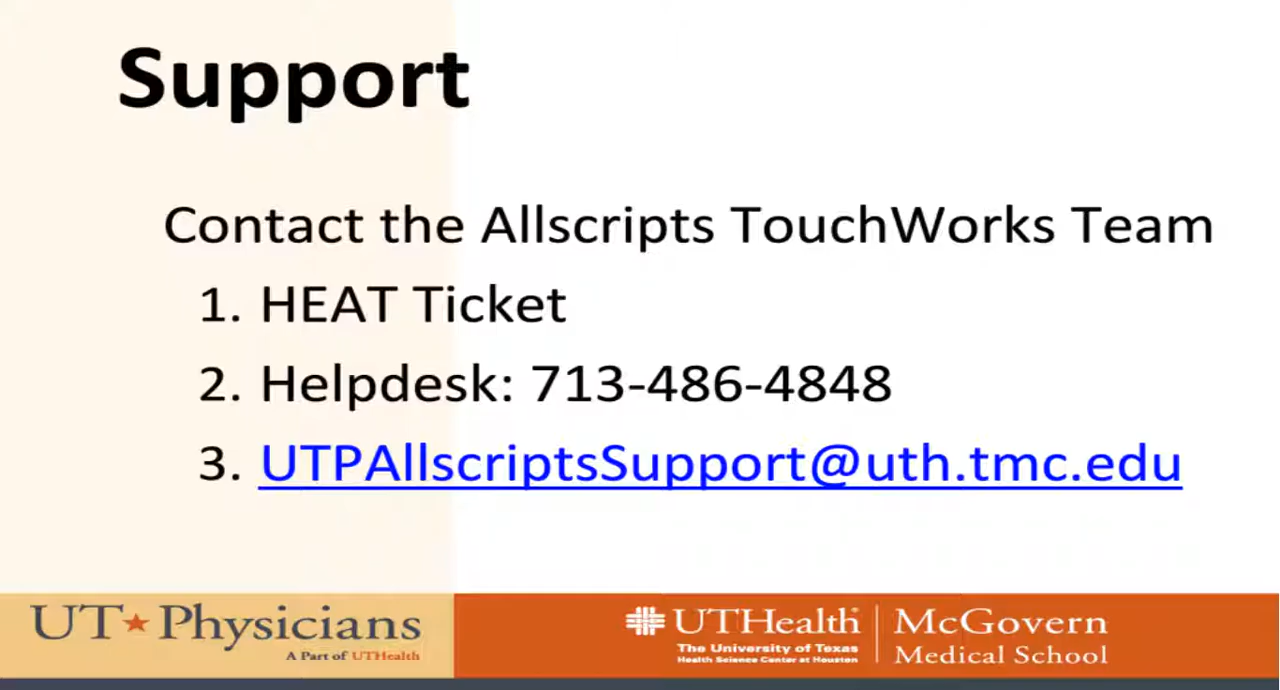 Support
Contact the Allscripts TouchWorks Team
1. HEAT Ticket
2. Helpdesk: 713-486-4848
3. UTPAllscriptsSupport@uth.tmc.edu
UT★Physicians
A Part of UTHealth
UTHealth
The University of Texas
Health Science Center at Houston
McGovern
Medical School